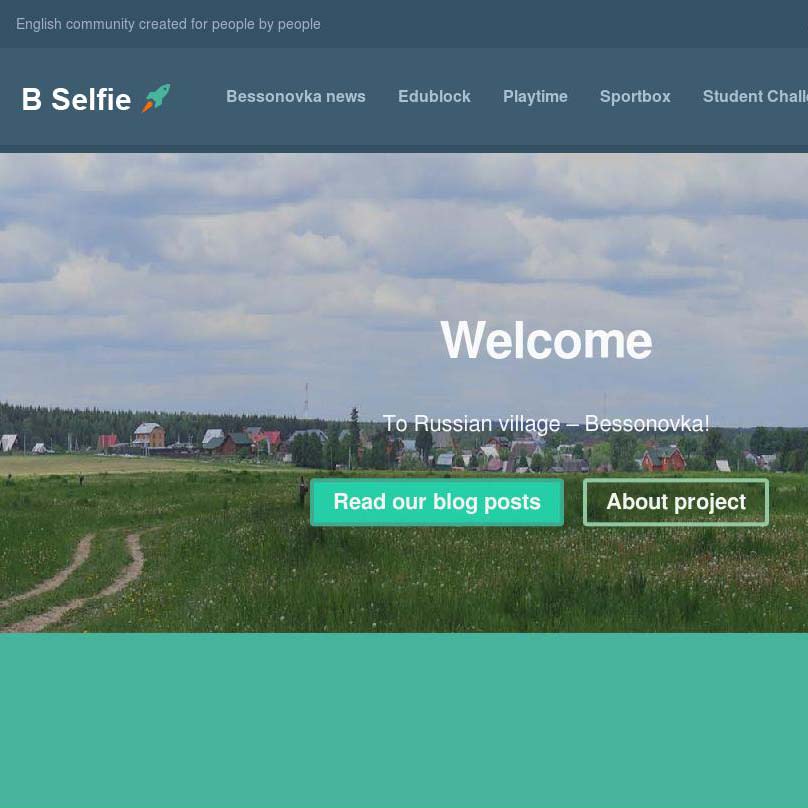 English community created for people by people
B Selfie
Bessonovka news Edublock Playtime Sportbox Student Chall
Welcome
To Russian village – Bessonovka!
Read our blog posts About project